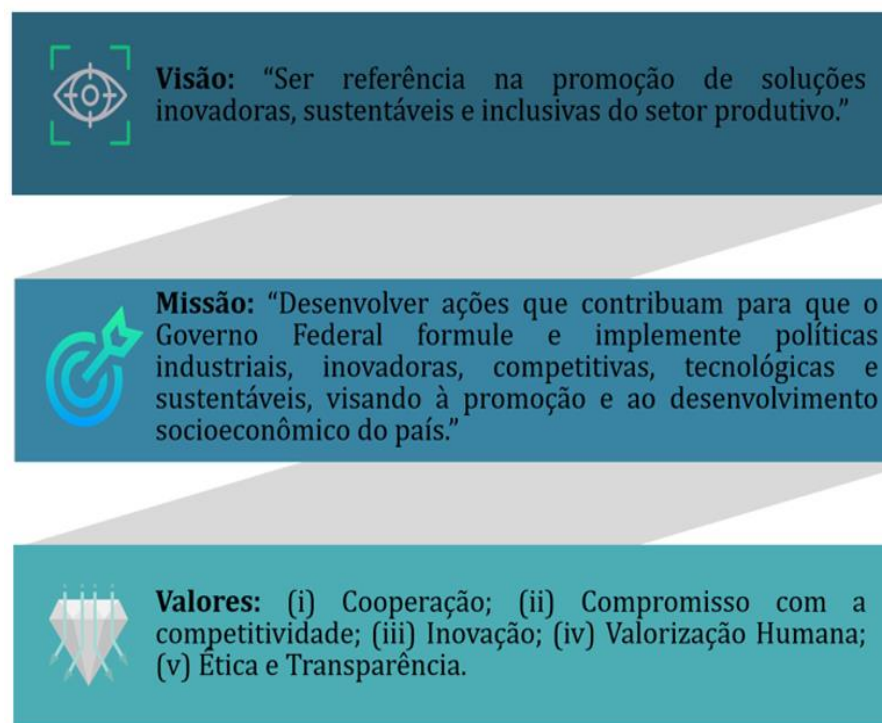 Visão: “Ser referência na promoção de soluções
inovadoras, sustentáveis e inclusivas do setor produtivo.”
Missão: “Desenvolver ações que contribuam para que o
Governo Federal formule e implemente políticas
industriais, inovadoras, competitivas, tecnológicas e
sustentáveis, visando à promoção e ao desenvolvimento
socioeconômico do país.”
Valores: (i) Cooperação; (ii) Compromisso com a
competitividade; (iii) Inovação; (iv) Valorização Humana;
(v) Ética e Transparência.